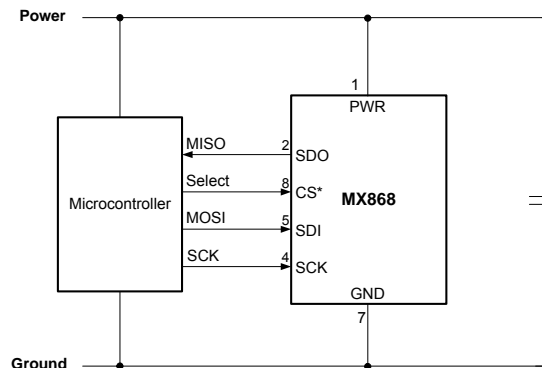 Power
1
PWR
MISO
2
SDO
Select
8
CS*
Microcontroller
MX868
MOSI
5
SDI
SCK
4
SCK
GND
7
Ground